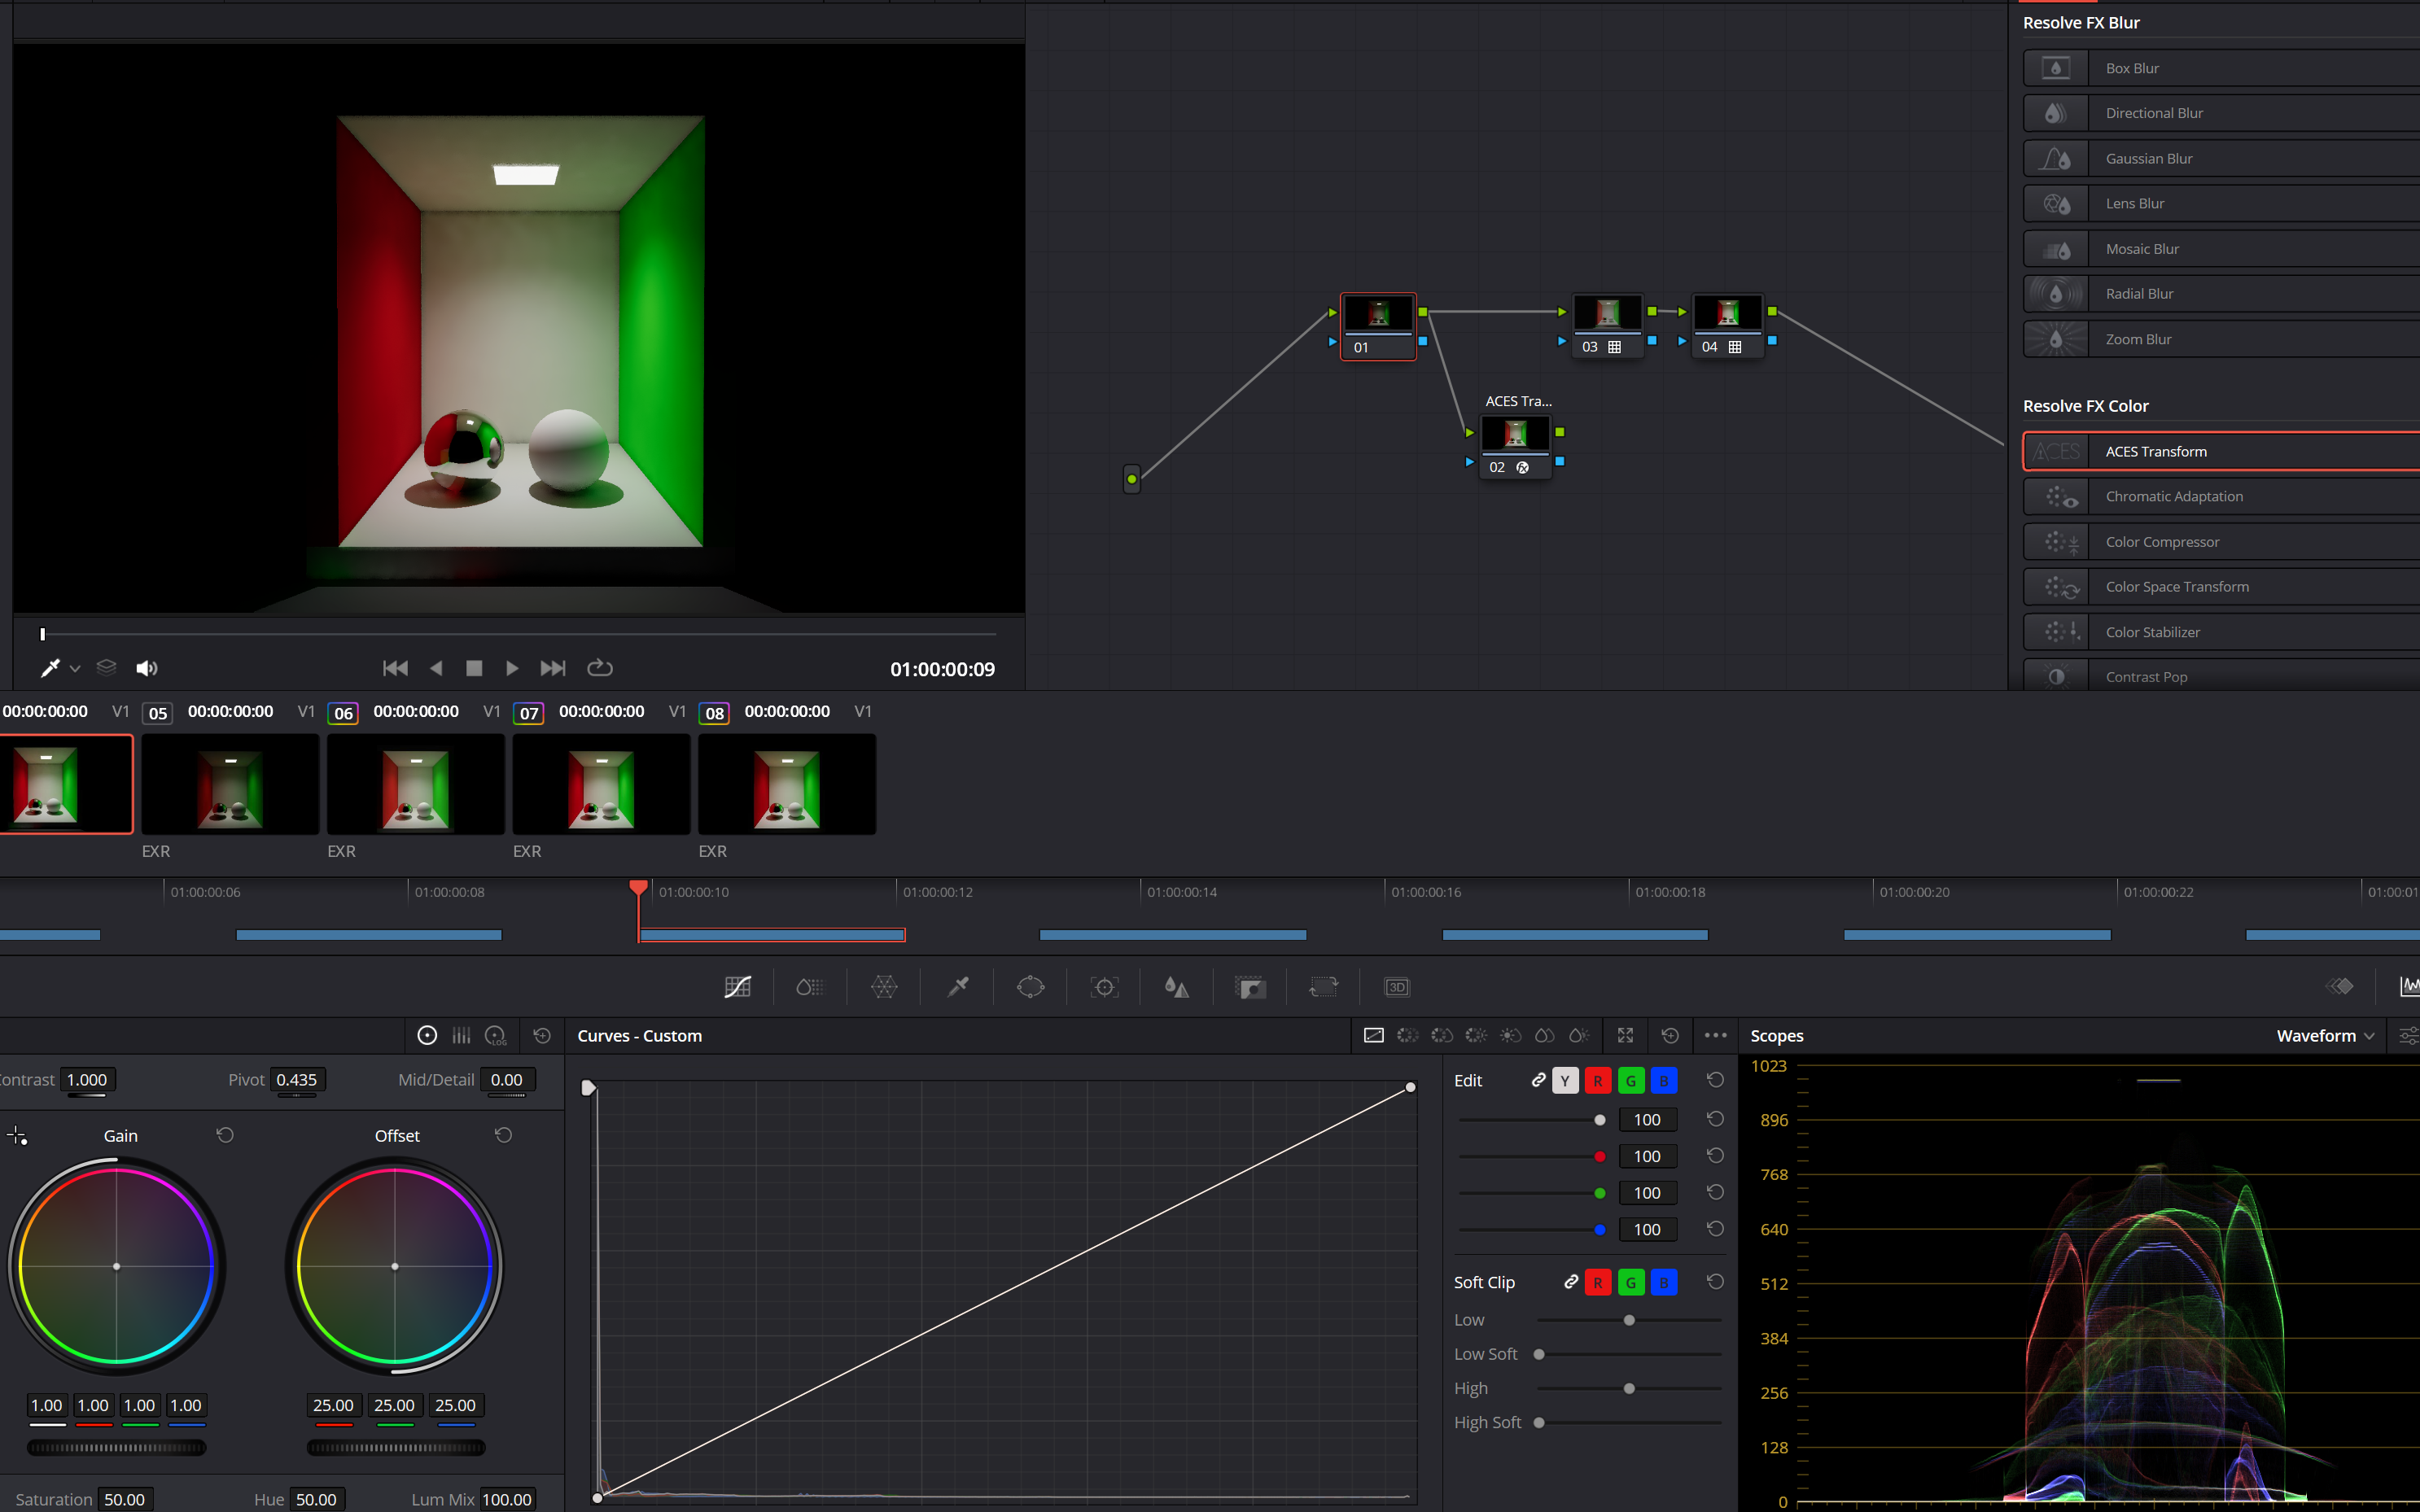 Resolve FX Blur
Box Blur
Directional Blur
Gaussian Blur
Lens Blur
Mosaic Blur
Radial Blur
Zoom Blur
Resolve FX Color
ACES
ACES Transform
Chromatic Adaptation
Color Compressor
Color Space Transform
Color Stabilizer
Contrast Pop
01
03
04
ACES Tra...
02
01:00:00:09
00:00:00:00 V1 05 00:00:00:00 V1 06 00:00:00:00 V1 07 00:00:00:00 V1 08 00:00:00:00 V1
EXR EXR EXR EXR
01:00:00:06 01:00:00:08 01:00:00:10 01:00:00:12 01:00:00:14 01:00:00:16 01:00:00:18 01:00:00:20 01:00:00:22 01:00:01
3D
LOG
Curves - Custom
Scopes
Waveform
ontrast 1.000 Pivot 0.435 Mid/Detail 0.00
Gain
Offset
1.00 1.00 1.00 1.00
25.00 25.00 25.00
Saturation 50.00 Hue 50.00 Lum Mix 100.00
Edit Y R G B
100
100
100
100
Soft Clip R G B
Low
Low Soft
High
High Soft
1023
896
768
640
512
384
256
128
0